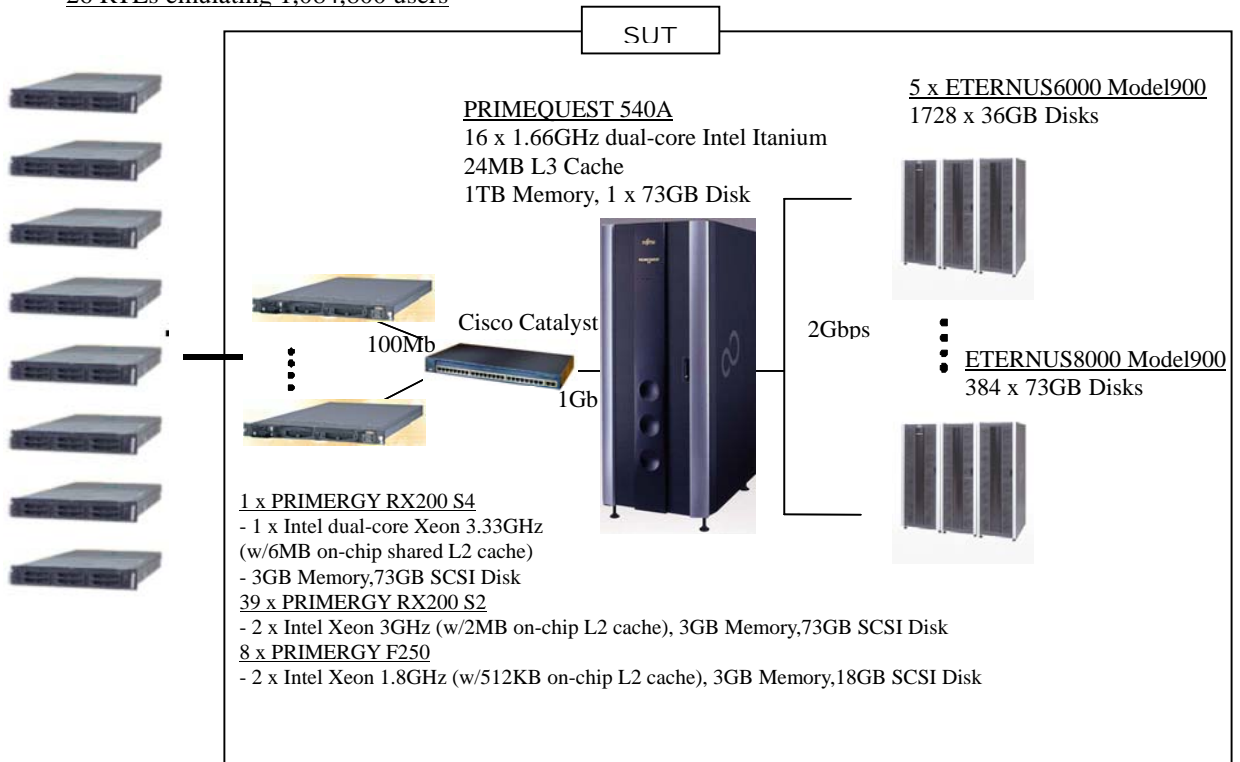 SUT
5 x ETERNUS6000 Model900
1728 x 36GB Disks
PRIMEQUEST 540A
16 x 1.66GHz dual-core Intel Itanium
24MB L3 Cache
1TB Memory, 1 x 73GB Disk
Cisco Catalyst
100Mb
1Gb
2Gbps
ETERNUS8000 Model900
384 x 73GB Disks
1 x PRIMERGY RX200 S4
- 1 x Intel dual-core Xeon 3.33GHz
(w/6MB on-chip shared L2 cache)
- 3GB Memory,73GB SCSI Disk
39 x PRIMERGY RX200 S2
- 2 x Intel Xeon 3GHz (w/2MB on-chip L2 cache), 3GB Memory,73GB SCSI Disk
8 x PRIMERGY F250
- 2 x Intel Xeon 1.8GHz (w/512KB on-chip L2 cache), 3GB Memory,18GB SCSI Disk